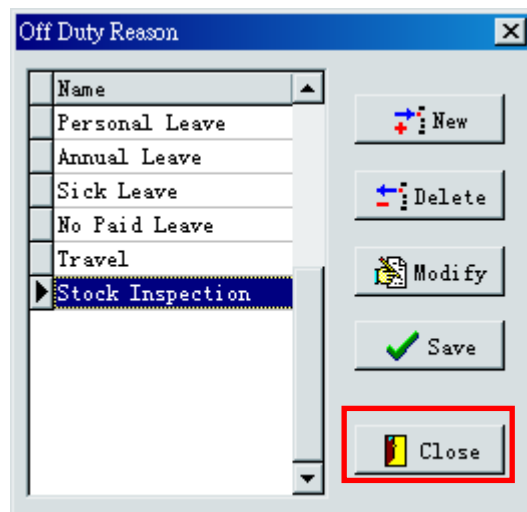 Off Duty Reason
Name
Personal Leave
Annual Leave
Sick Leave
No Paid Leave
Travel
Stock Inspection
New
Delete
Modify
Save
Close